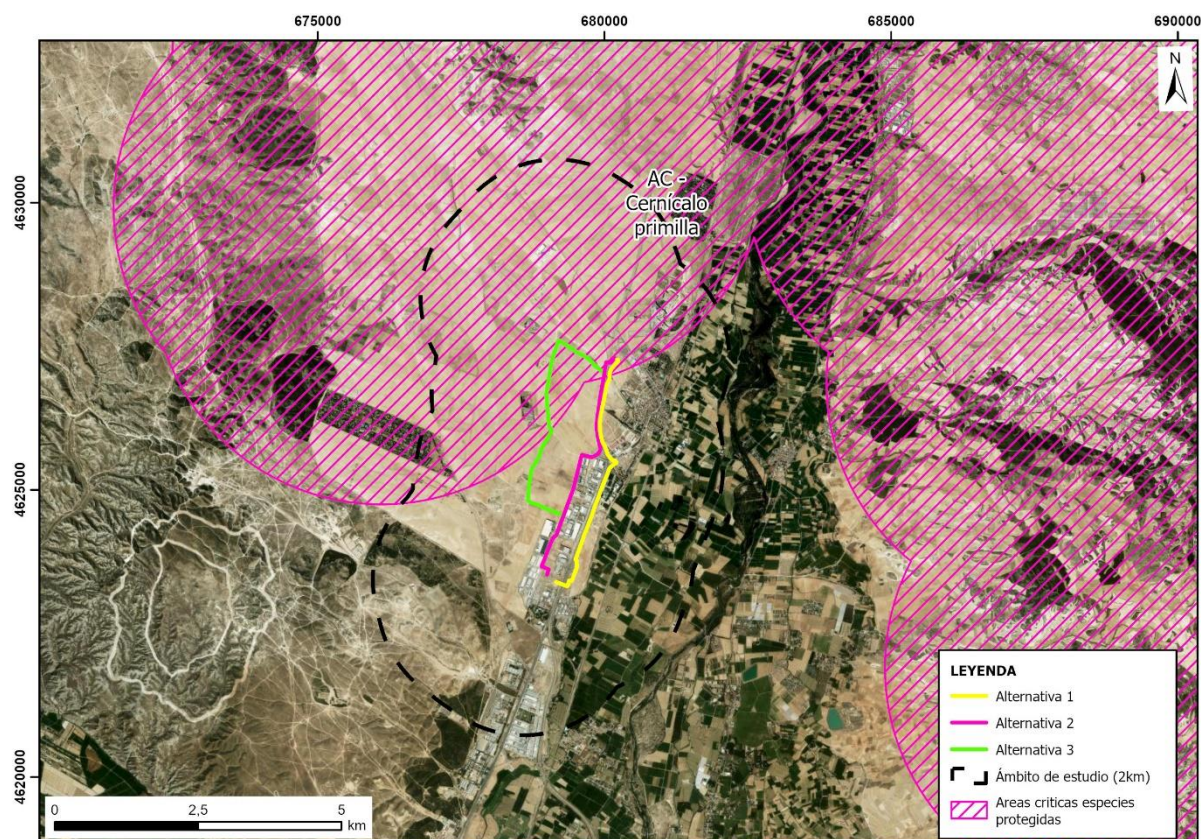 675000
680000
685000
690000
N
4630000
AC -
Cernícalo
primilla
4625000
4620000
LEYENDA
Alternativa 1
Alternativa 2
Alternativa 3
Ámbito de estudio (2km)
Areas criticas especies
protegidas
0
2,5
5
km